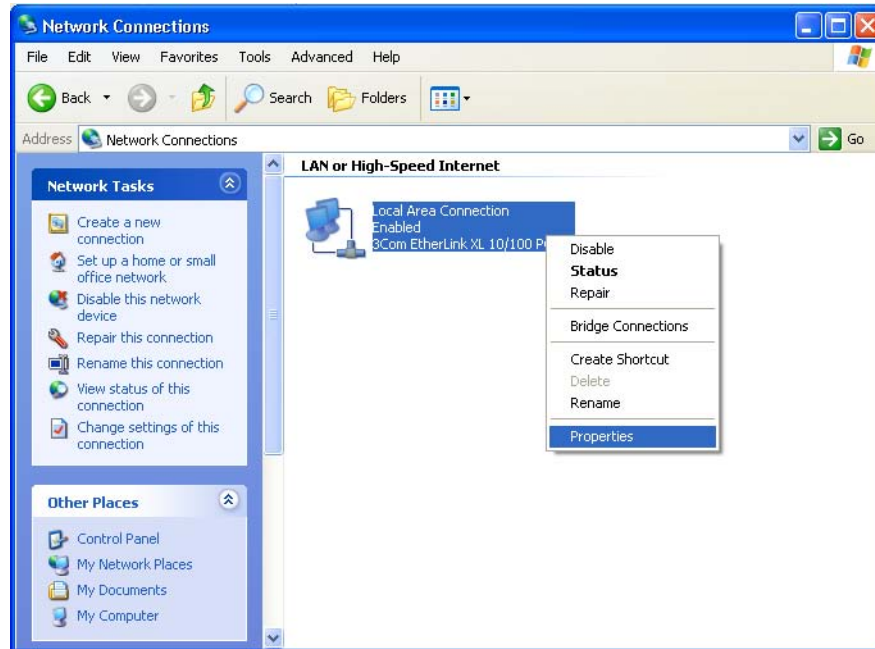 Network Connections
File Edit View Favorites Tools Advanced Help
Back Search Folders
Address Network Connections Go
Network Tasks
Create a new
connection
Set up a home or small
office network
Disable this network
device
Repair this connection
Rename this connection
View status of this
connection
Change settings of this
connection
Other Places
Control Panel
My Network Places
My Documents
My Computer
LAN or High-Speed Internet
Local Area Connection
Enabled
3Com EtherLink XL 10/100
Disable
Status
Repair
Bridge Connections
Create Shortcut
Delete
Rename
Properties